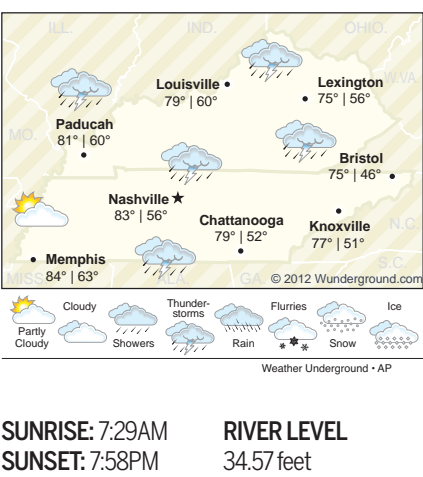 ILL.
IND.
OHIO.
W.VA.
Louisville
79° | 60°
Lexington
75° | 56°
MO.
Paducah
81° | 60°
Bristol
75° | 46°
Nashville ★
83° | 56°
Chattanooga
79° | 52°
Knoxville
77° | 51°
N.C.
S.C.
Memphis
84° | 63°
MISS.
ALA.
GA.
© 2012 Wunderground.com
Partly
Cloudy
Cloudy
Showers
Thunder-
storms
Rain
Flurries
Snow
Ice
Weather Underground • AP
SUNRISE: 7:29AM
SUNSET: 7:58PM
RIVER LEVEL
34.57 feet